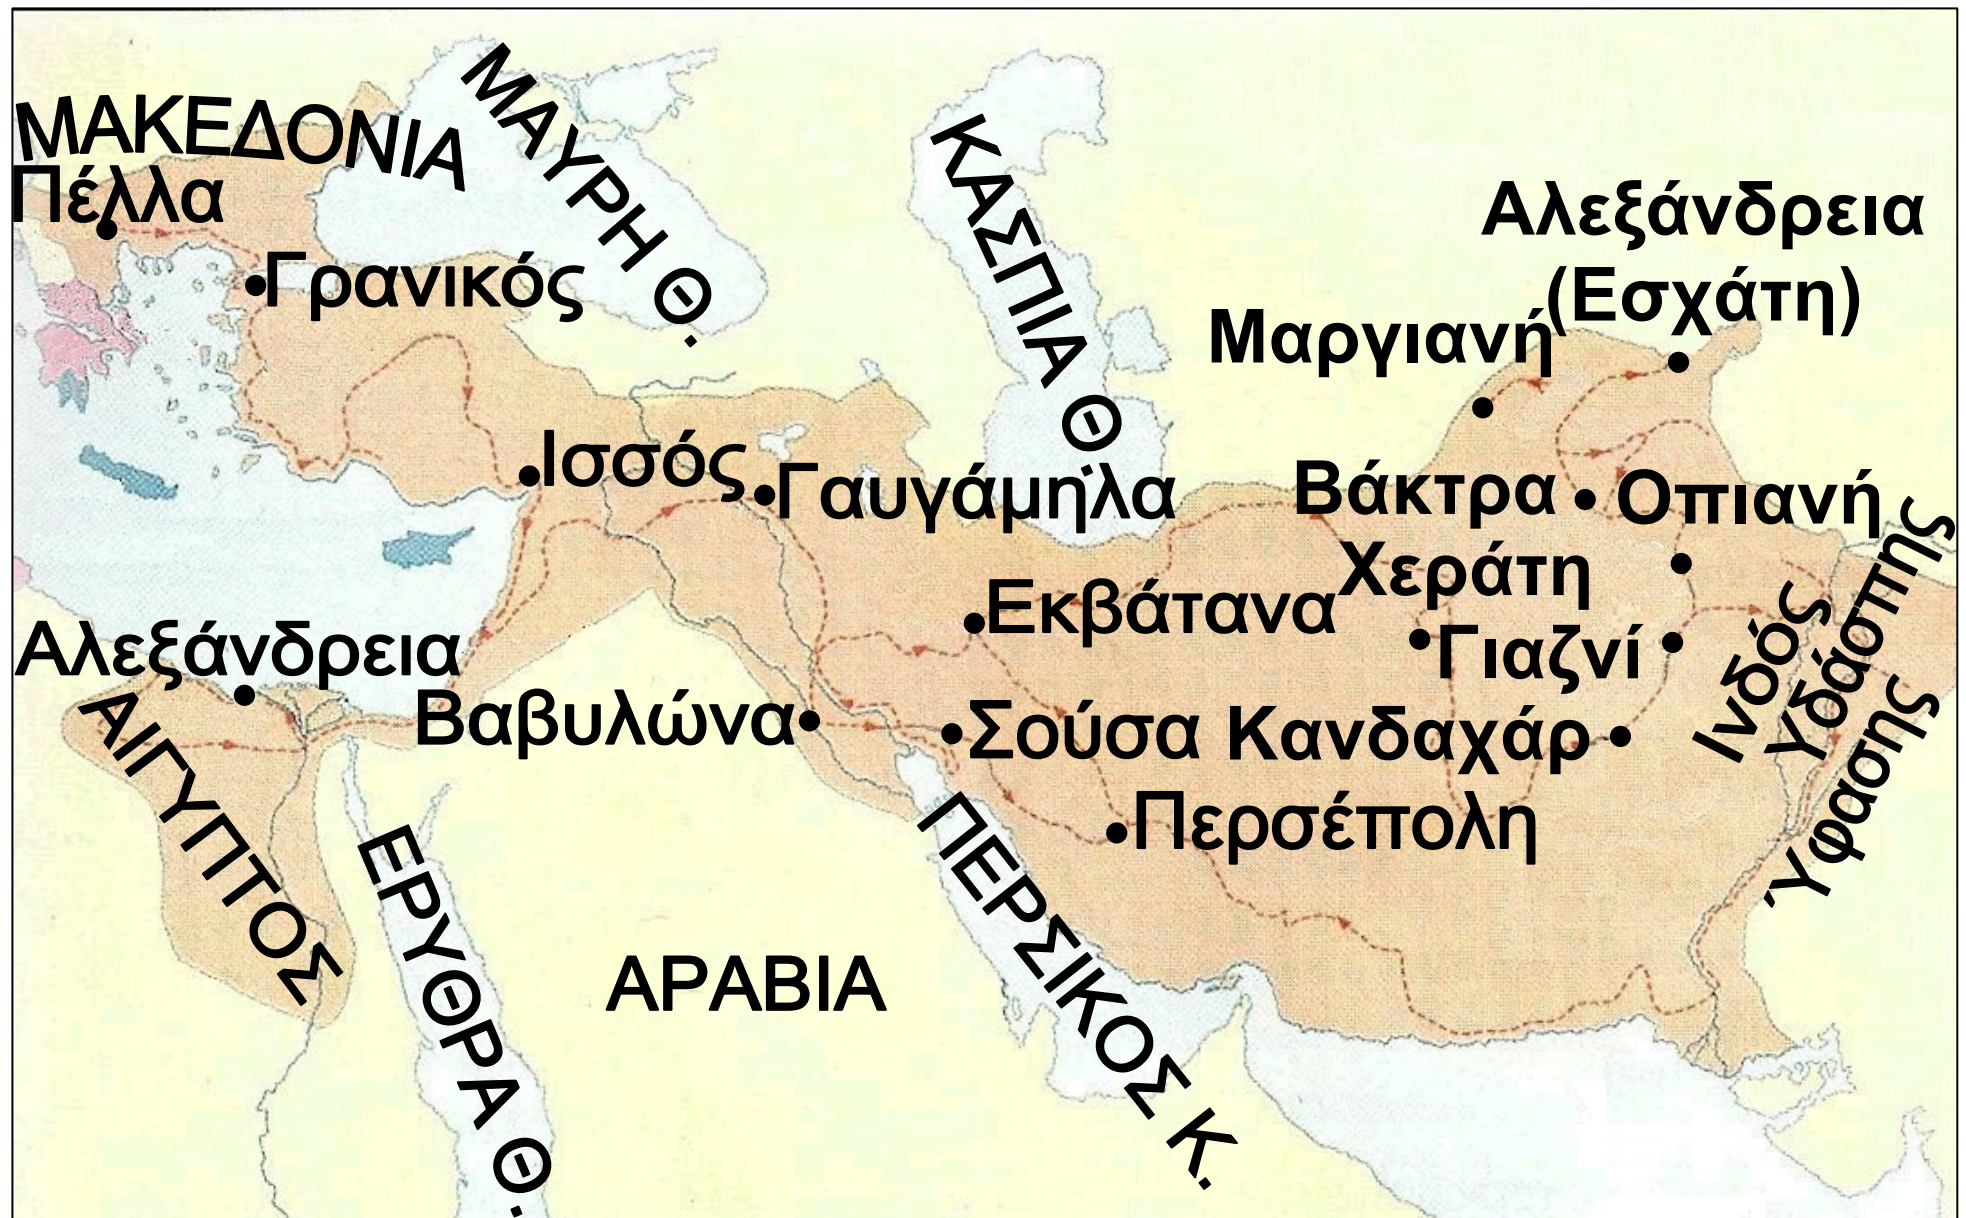 ΜΑΚΕΔΟΝΙΑ
Πέλλα
ΜΑΥΡΗ Θ.
ΚΑΣΠΙΑ Θ.
Αλεξάνδρεια
(Εσχάτη)
Γρανικός
Μαργιανή
Ισσός
Γαυγάμηλα
Βάκτρα
Οπιανή
Χεράτη
Εκβάτανα
Γιαζνί
Ινδός
Υδάσπης
Ύφασης
Αλεξάνδρεια
ΑΙΓΥΠΤΟΣ
Βαβυλώνα
Σούσα
Κανδαχάρ
Περσέπολη
ΕΡΥΘΡΑ Θ.
ΑΡΑΒΙΑ
ΠΕΡΣΙΚΟΣ Κ.